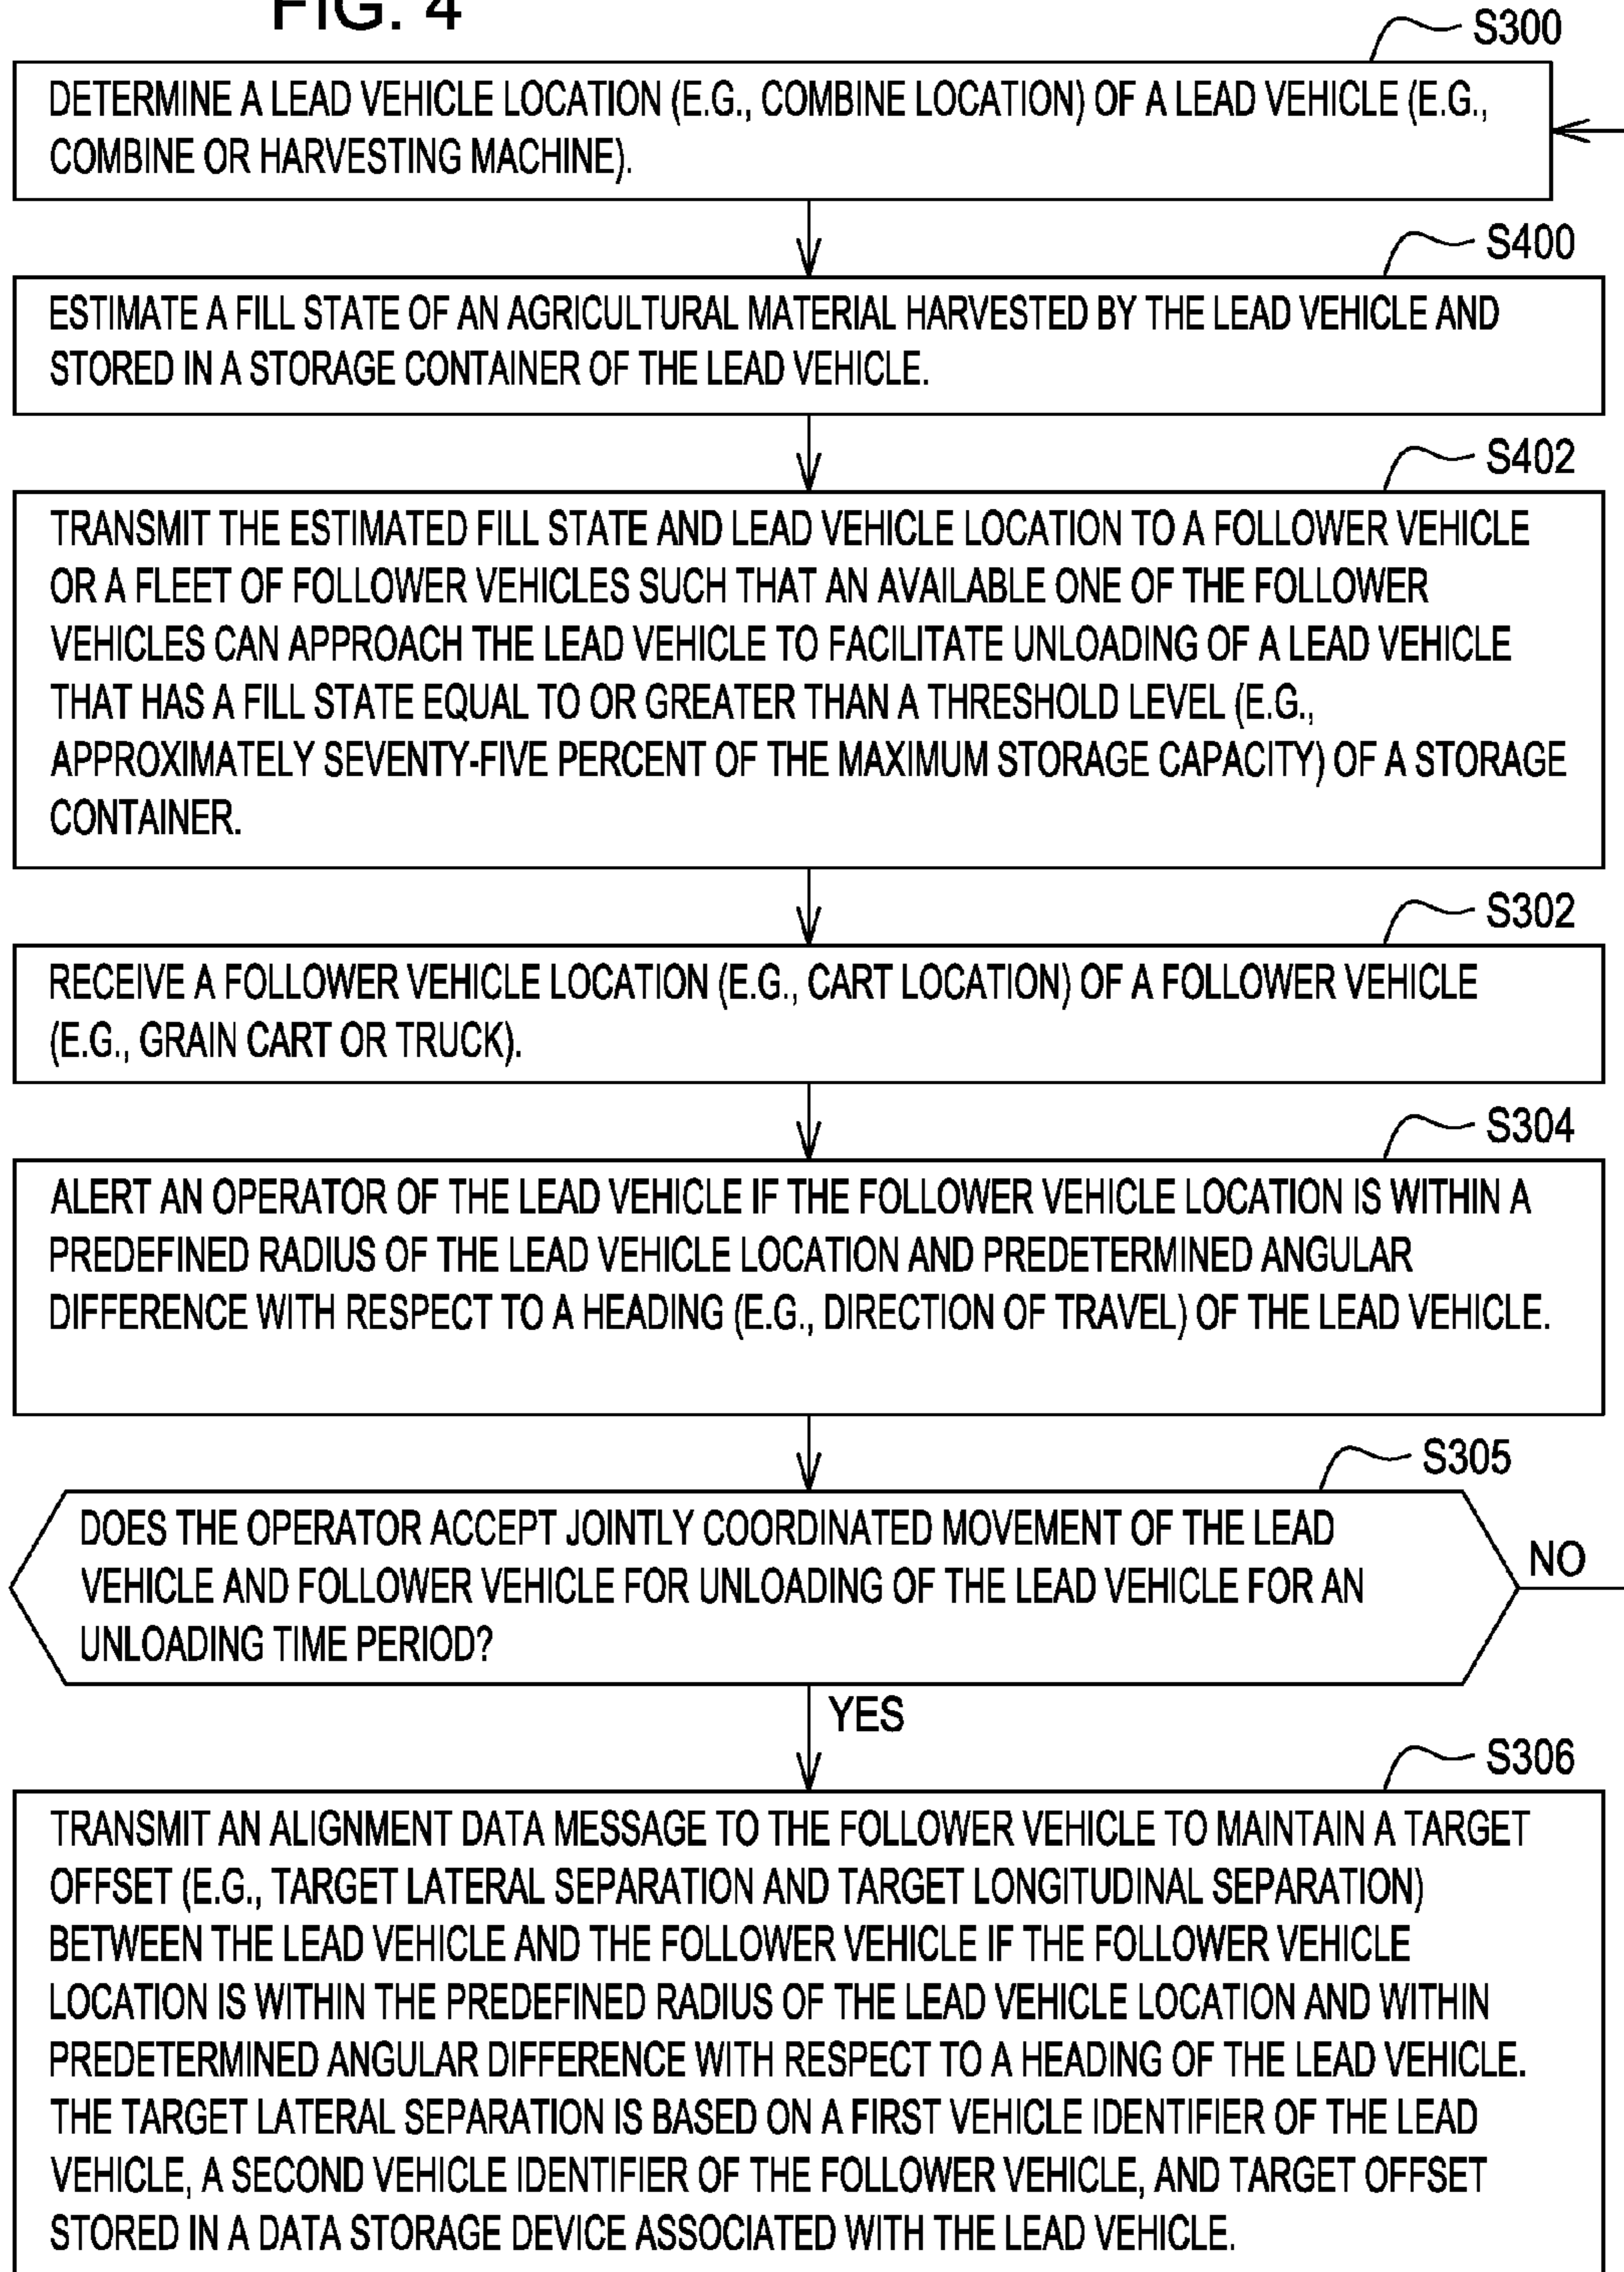 FIG. 4
S300
DETERMINE A LEAD VEHICLE LOCATION (E.G., COMBINE LOCATION) OF A LEAD VEHICLE (E.G.,
COMBINE OR HARVESTING MACHINE).
S400
ESTIMATE A FILL STATE OF AN AGRICULTURAL MATERIAL HARVESTED BY THE LEAD VEHICLE AND
STORED IN A STORAGE CONTAINER OF THE LEAD VEHICLE.
S402
TRANSMIT THE ESTIMATED FILL STATE AND LEAD VEHICLE LOCATION TO A FOLLOWER VEHICLE
OR A FLEET OF FOLLOWER VEHICLES SUCH THAT AN AVAILABLE ONE OF THE FOLLOWER
VEHICLES CAN APPROACH THE LEAD VEHICLE TO FACILITATE UNLOADING OF A LEAD VEHICLE
THAT HAS A FILL STATE EQUAL TO OR GREATER THAN A THRESHOLD LEVEL (E.G.,
APPROXIMATELY SEVENTY-FIVE PERCENT OF THE MAXIMUM STORAGE CAPACITY) OF A STORAGE
CONTAINER.
S302
RECEIVE A FOLLOWER VEHICLE LOCATION (E.G., CART LOCATION) OF A FOLLOWER VEHICLE
(E.G., GRAIN CART OR TRUCK).
S304
ALERT AN OPERATOR OF THE LEAD VEHICLE IF THE FOLLOWER VEHICLE LOCATION IS WITHIN A
PREDEFINED RADIUS OF THE LEAD VEHICLE LOCATION AND PREDETERMINED ANGULAR
DIFFERENCE WITH RESPECT TO A HEADING (E.G., DIRECTION OF TRAVEL) OF THE LEAD VEHICLE.
S305
DOES THE OPERATOR ACCEPT JOINTLY COORDINATED MOVEMENT OF THE LEAD
VEHICLE AND FOLLOWER VEHICLE FOR UNLOADING OF THE LEAD VEHICLE FOR AN
UNLOADING TIME PERIOD?
NO
YES
S306
TRANSMIT AN ALIGNMENT DATA MESSAGE TO THE FOLLOWER VEHICLE TO MAINTAIN A TARGET
OFFSET (E.G., TARGET LATERAL SEPARATION AND TARGET LONGITUDINAL SEPARATION)
BETWEEN THE LEAD VEHICLE AND THE FOLLOWER VEHICLE IF THE FOLLOWER VEHICLE
LOCATION IS WITHIN THE PREDEFINED RADIUS OF THE LEAD VEHICLE LOCATION AND WITHIN
PREDETERMINED ANGULAR DIFFERENCE WITH RESPECT TO A HEADING OF THE LEAD VEHICLE.
THE TARGET LATERAL SEPARATION IS BASED ON A FIRST VEHICLE IDENTIFIER OF THE LEAD
VEHICLE, A SECOND VEHICLE IDENTIFIER OF THE FOLLOWER VEHICLE, AND TARGET OFFSET
STORED IN A DATA STORAGE DEVICE ASSOCIATED WITH THE LEAD VEHICLE.